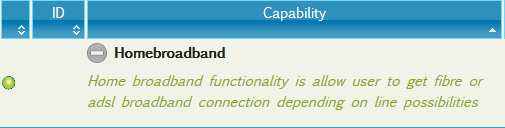 ID Capability
Homebroadband
Home broadband functionality is allow user to get fibre or
adsl broadband connection depending on line possibilities